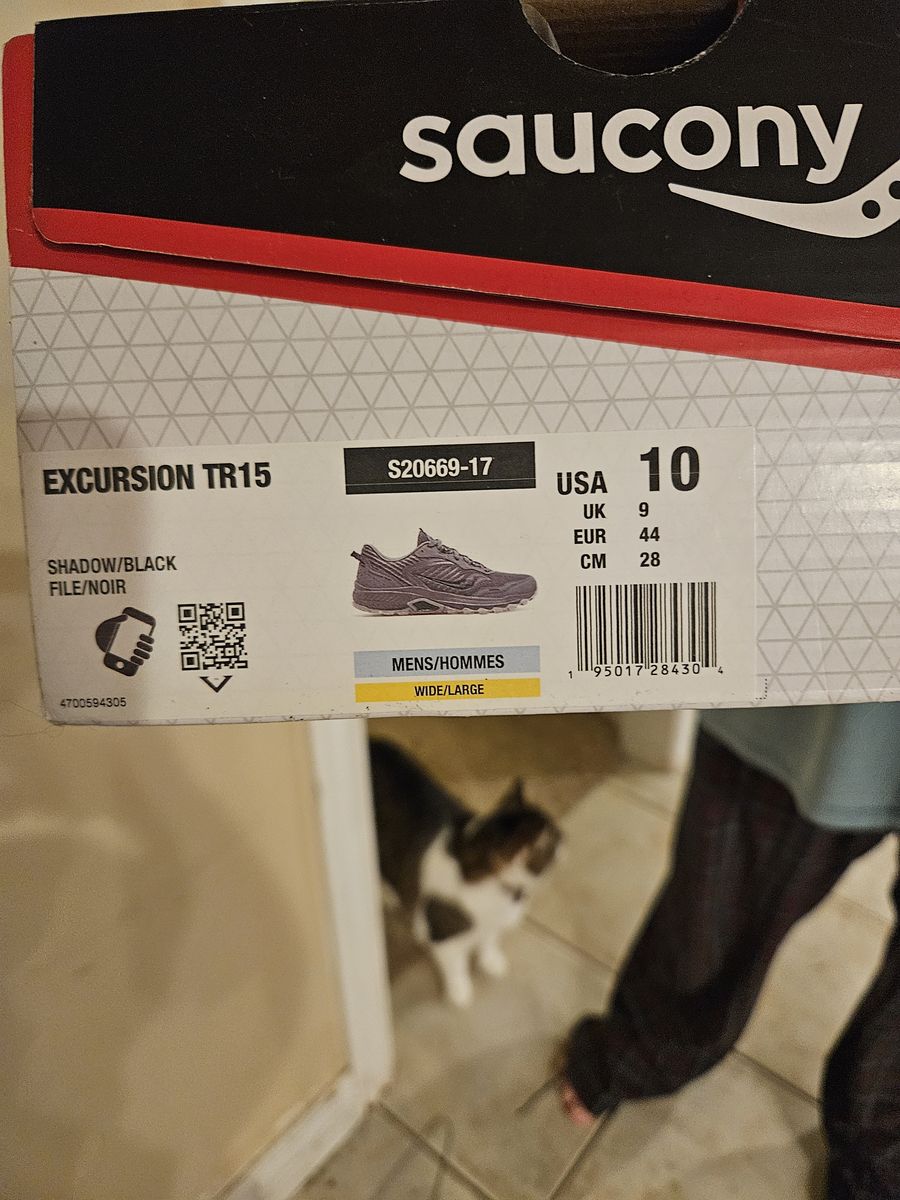 saucony
EXCURSION TR15
S20669-17
USA 10
UK 9
EUR 44
CM 28
SHADOW/BLACK
FILE/NOIR
MENS/HOMMES
WIDE/LARGE
1 95017 28430 4
4700594305